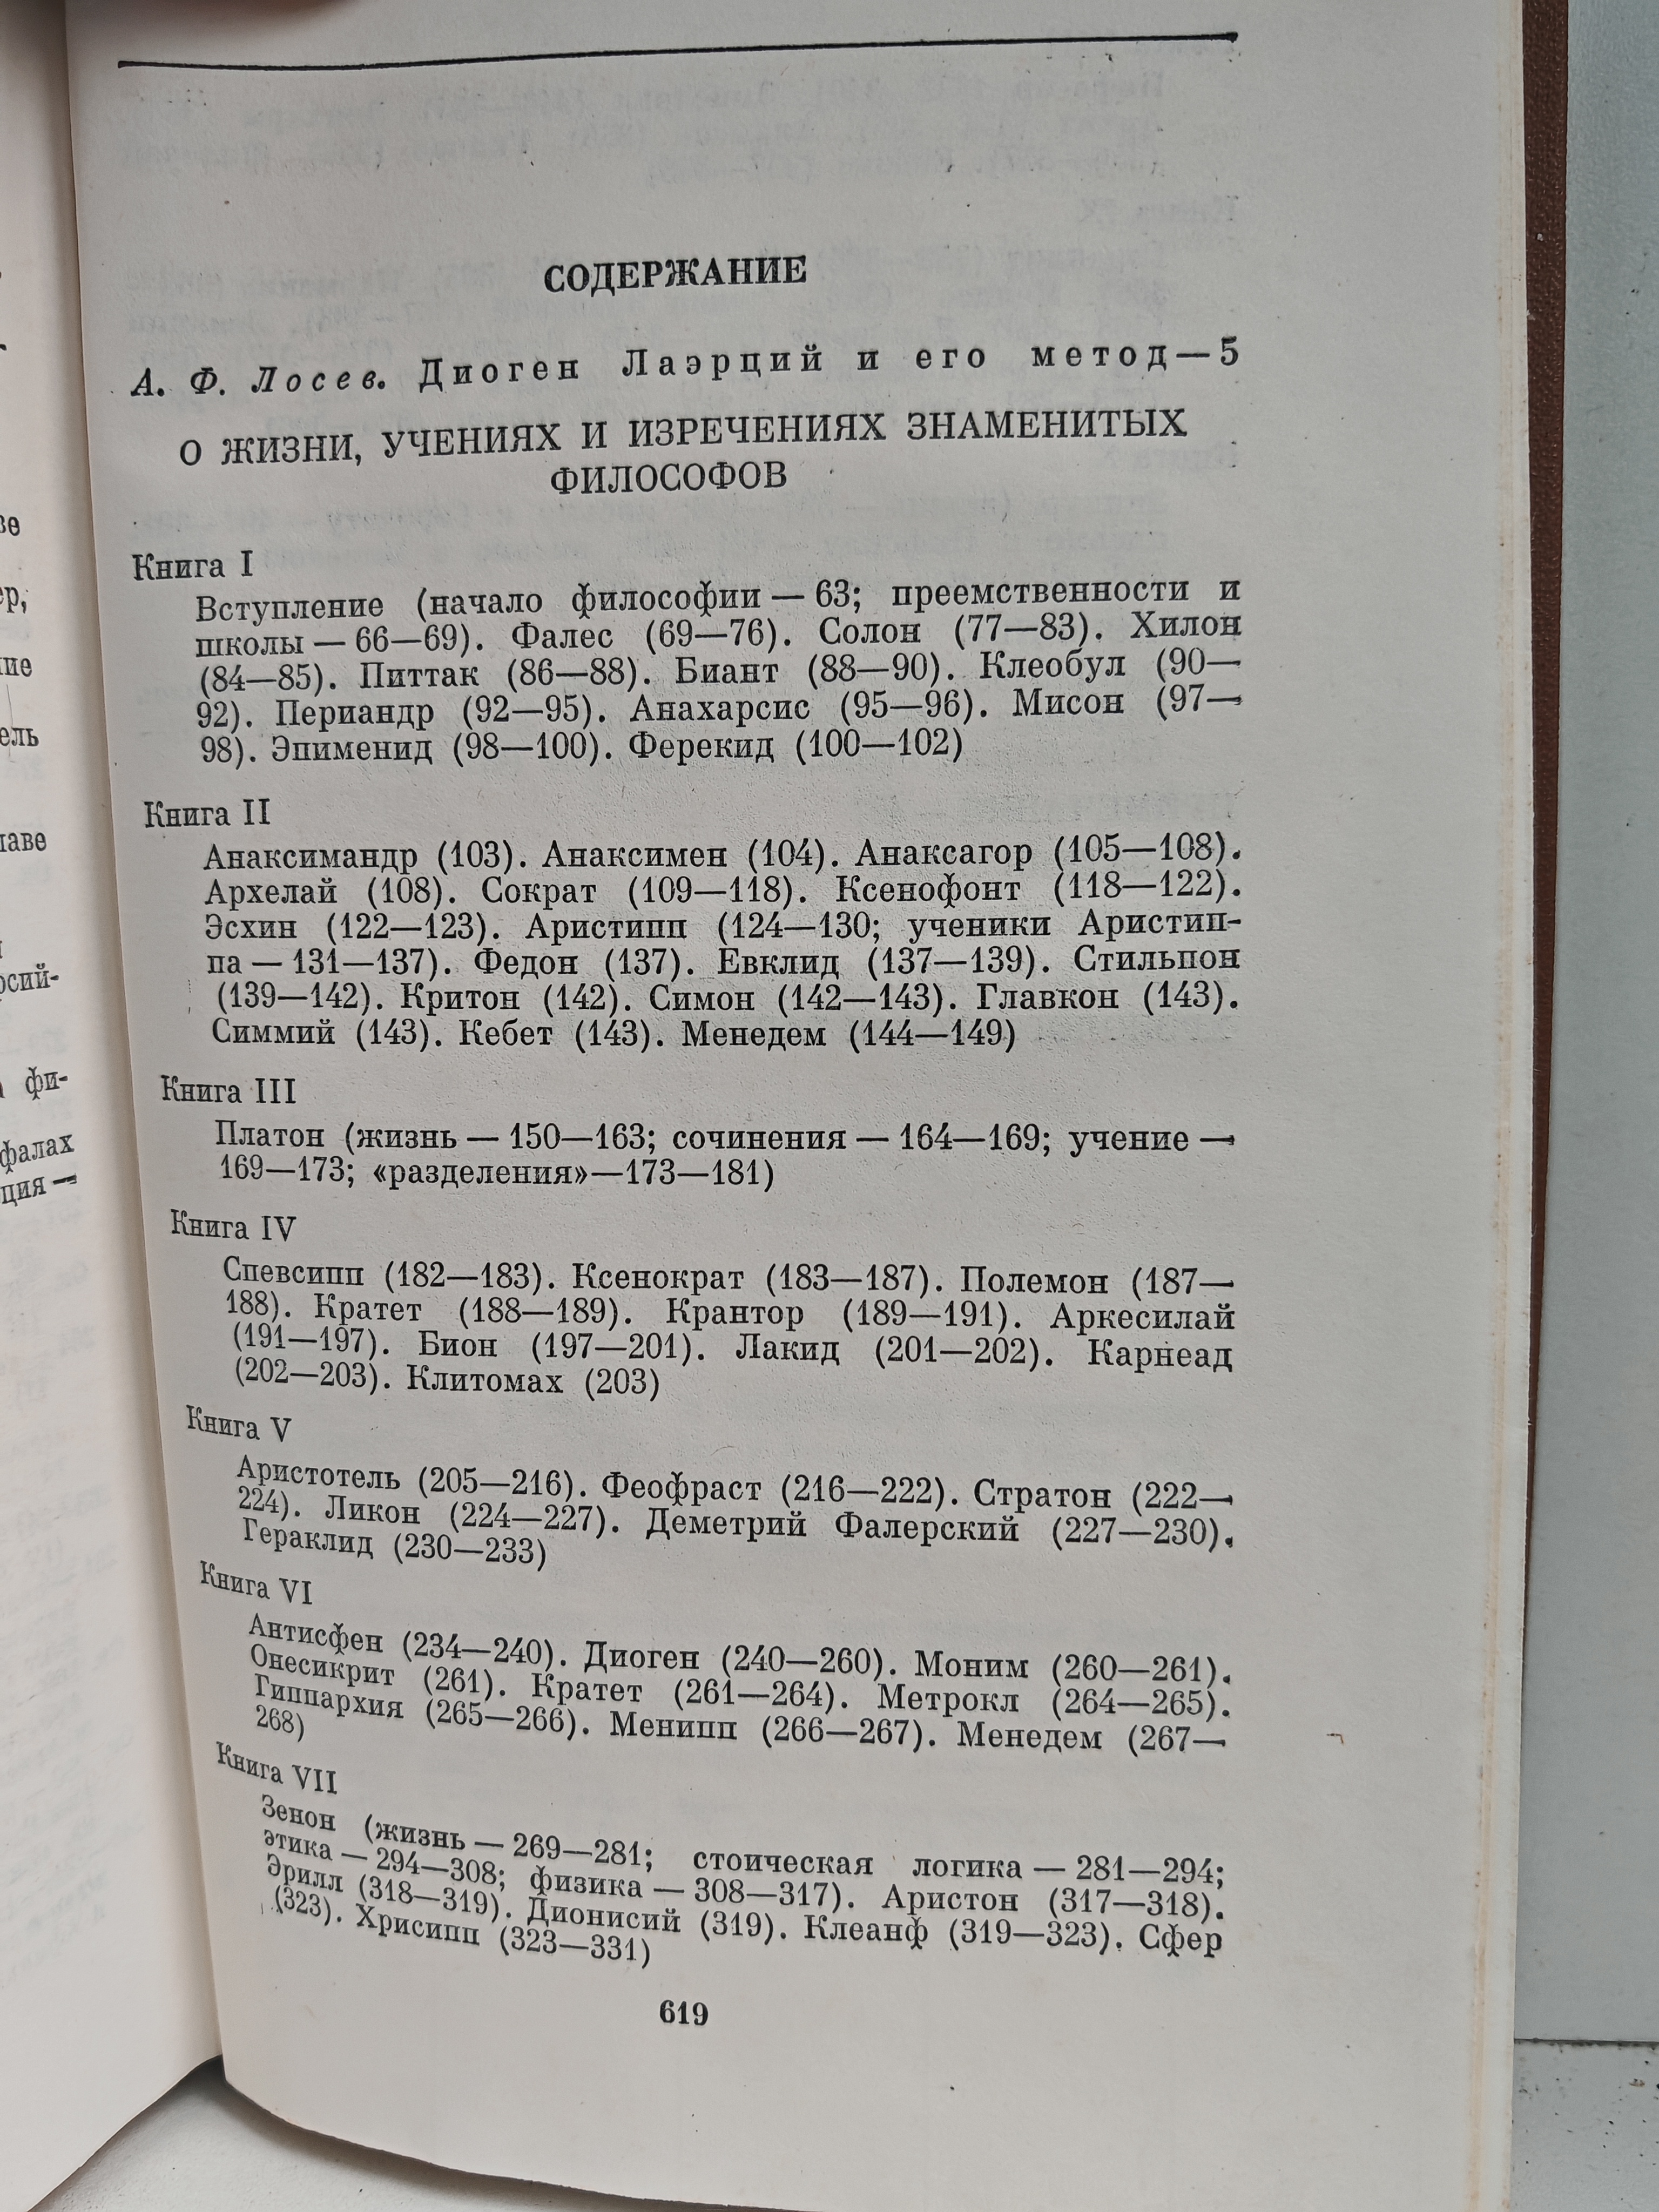 СОДЕРЖАНИЕ
А. Ф. Лосев. Диоген Лаэрций и его метод — 5
О ЖИЗНИ, УЧЕНИЯХ И ИЗРЕЧЕНИЯХ ЗНАМЕНИТЫХ
ФИЛОСОФОВ
Книга I
Вступление (начало философии — 63; преемственности и
школы — 66—69). Фалес (69—76). Солон (77—83). Хилон
(84—85). Питтак (86—88). Биант (88—90). Клеобул (90—
92). Периандр (92—95). Анахарсис (95—96). Мисон (97—
98). Эпименид (98—100). Ферекид (100—102)
Книга II
Анаксимандр (103). Анаксимен (104). Анаксагор (105—108).
Архелай (108). Сократ (109—118). Ксенофонт (118—122).
Эсхин (122—123). Аристипп (124—130; ученики Аристип-
па — 131—137). Федон (137). Евклид (137—139). Стильпон
(139—142). Критон (142). Симон (142—143). Главкон (143).
Симмий (143). Кебет (143). Менедем (144—149)
Книга III
Платон (жизнь — 150—163; сочинения — 164—169; учение —
169—173; «разделения»—173—181)
Книга IV
Спевсипп (182—183). Ксенократ (183—187). Полемон (187—
188). Кратет (188—189). Крантор (189—191). Аркесилай
(191—197). Бион (197—201). Лакид (201—202). Карнеад
(202—203). Клитомах (203)
Книга V
Аристотель (205—216). Феофраст (216—222). Стратон (222—
224). Ликон (224—227). Деметрий Фалерский (227—230).
Гераклид (230—233)
Книга VI
Антисфен (234—240). Диоген (240—260). Моним (260—261).
Онесикрит (261). Кратет (261—264). Метрокл (264—265).
Гиппархия (265—266). Менипп (266—267). Менедем (267—
268)
Книга VII
Зенон (жизнь — 269—281; стоическая логика — 281—294;
этика — 294—308; физика — 308—317). Аристон (317—318).
Эрилл (318—319). Дионисий (319). Клеанф (319—323). Сфер
(323). Хрисипп (323—331)
619